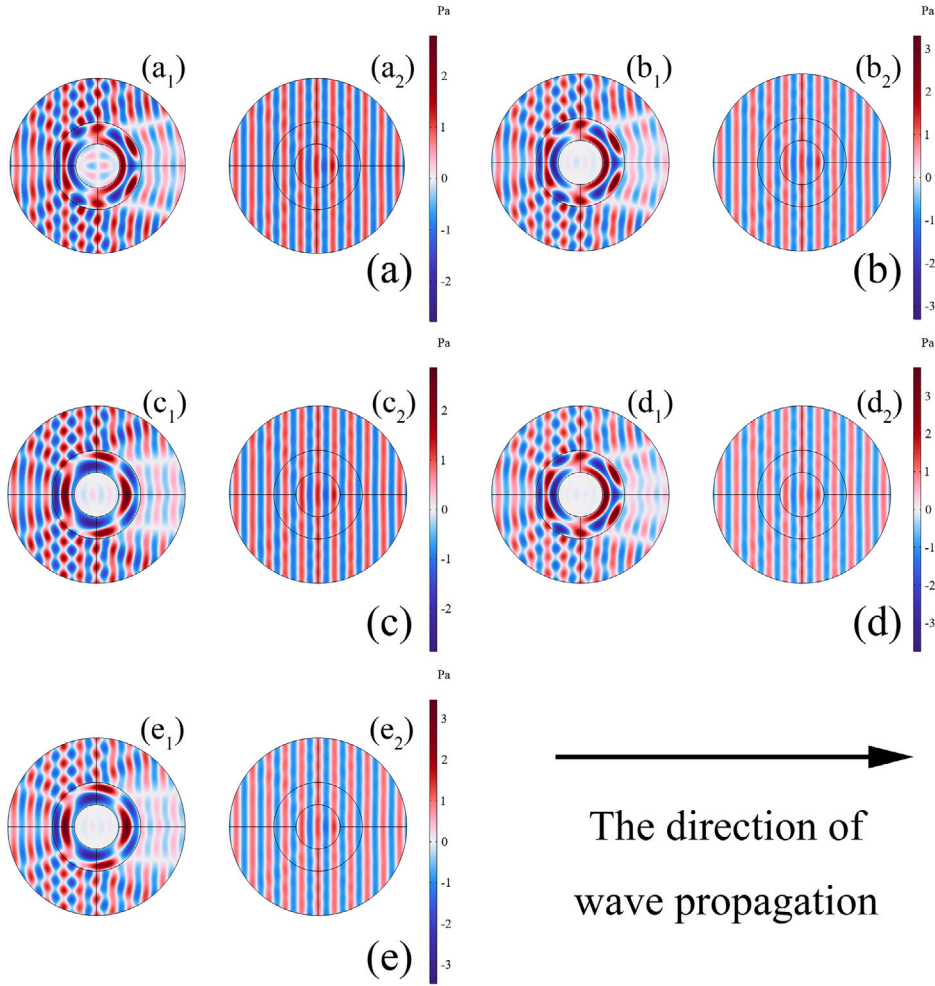 Pa
Pa
(a1)
(a2)
(b1)
(b2)
2
1
0
-1
-2
3
2
1
0
-1
-2
-3
(a)
(b)
Pa
Pa
(c1)
(c2)
(d1)
(d2)
2
1
0
-1
-2
3
2
1
0
-1
-2
-3
(c)
(d)
Pa
(e1)
(e2)
3
2
1
0
-1
-2
-3
(e)
The direction of
wave propagation